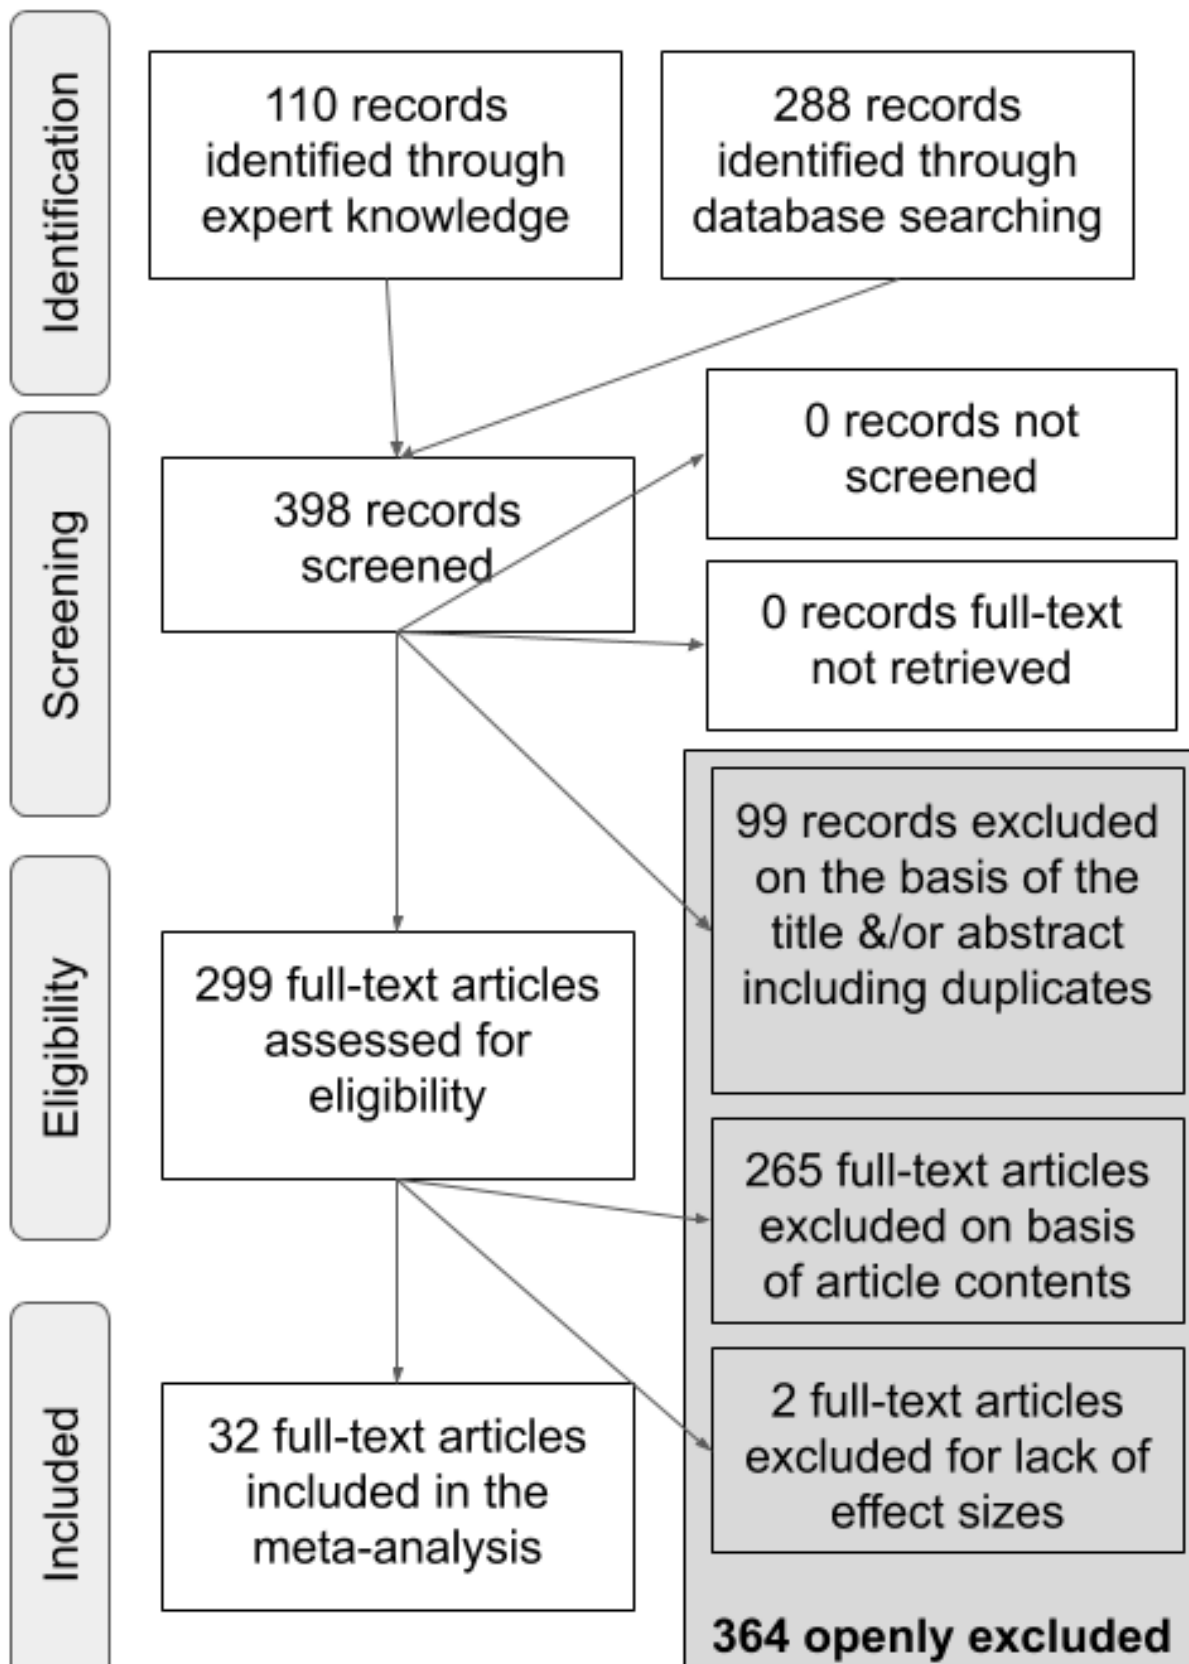 Identification
110 records
identified through
expert knowledge
288 records
identified through
database searching
Screening
398 records
screened
0 records not
screened
0 records full-text
not retrieved
99 records excluded
on the basis of the
title &/or abstract
including duplicates
Eligibility
299 full-text articles
assessed for
eligibility
265 full-text articles
excluded on basis
of article contents
Included
32 full-text articles
included in the
meta-analysis
2 full-text articles
excluded for lack of
effect sizes
364 openly excluded